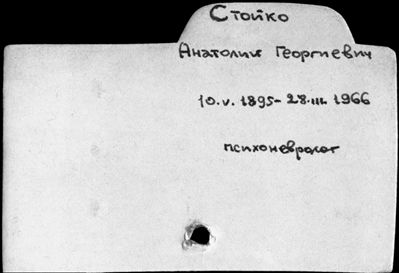 Стойко
Анатолий Георгиевич
10.v.1895-28.III.1966
психоневролог